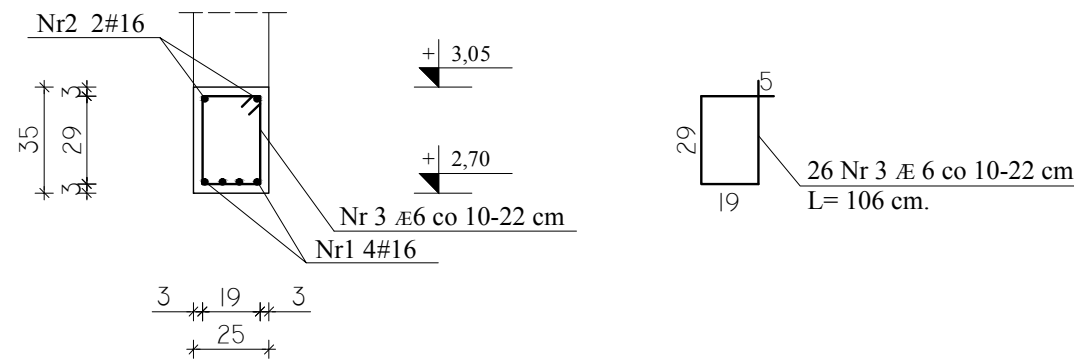 Nr2 2#16
+ 3,05
3
29
35
3
+ 2,70
Nr 3 Æ6 co 10-22 cm
Nr1 4#16
3 19 3
25
5
29
19
26 Nr 3 Æ 6 co 10-22 cm
L= 106 cm.